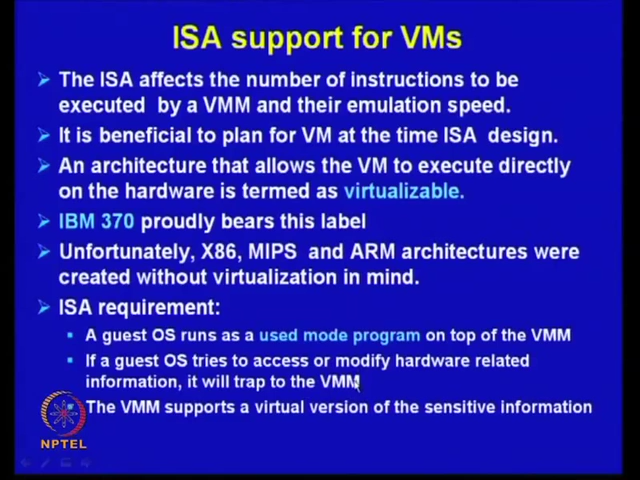 ISA support for VMs
The ISA affects the number of instructions to be
executed by a VMM and their emulation speed.
It is beneficial to plan for VM at the time ISA design.
An architecture that allows the VM to execute directly
on the hardware is termed as virtualizable.
IBM 370 proudly bears this label
Unfortunately, X86, MIPS and ARM architectures were
created without virtualization in mind.
ISA requirement:
A guest OS runs as a used mode program on top of the VMM
If a guest OS tries to access or modify hardware related
information, it will trap to the VMM
The VMM supports a virtual version of the sensitive information
NPTEL